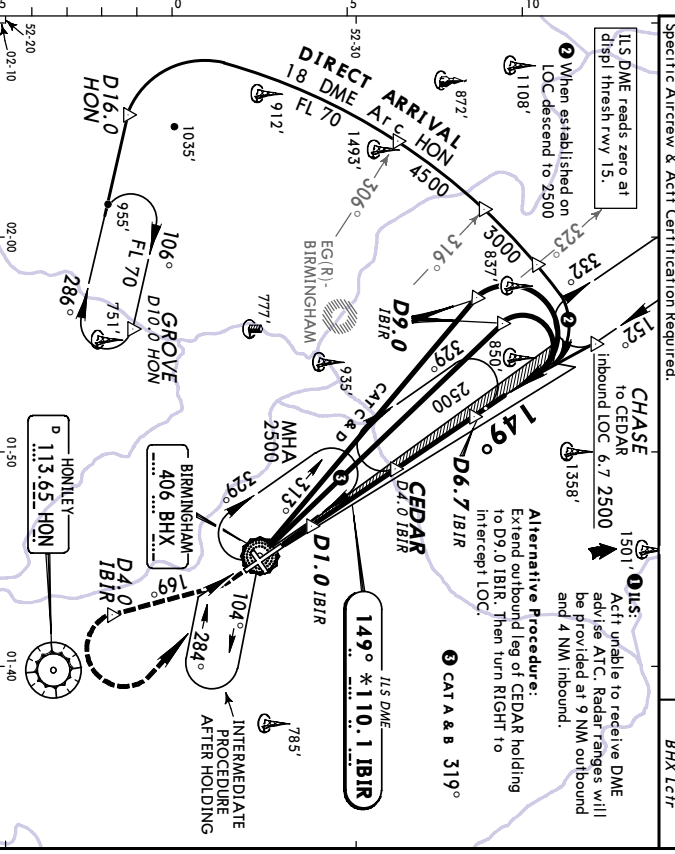 Specific Aircrew & Acft Certification Required.
BHX Lctr
ILS DME reads zero at
displ thresh rwy 15.
❷ When established on
LOC descend to 2500
1108'
872'
DIRECT ARRIVAL
18 DME Arc HON
FL 70
4500
3000
912'
1493'
1035'
D16.0
HON
955'
106°
FL 70
286°
751'
GROVE
D10.0 HON
306°
316°
323°
332°
152°
837'
EG(R)-
BIRMINGHAM
777'
935'
850'
D9.0
IBIR
329°
2500
CAT C & D
❷
CHASE
to CEDAR
inbound LOC 6.7 2500
1358'
1501'
❶ ILS:
Acft unable to receive DME
advise ATC. Radar ranges will
be provided at 9 NM outbound
and 4 NM inbound.
149°
D6.7 IBIR
Alternative Procedure:
Extend outbound leg of CEDAR holding
to D9.0 IBIR. Then turn RIGHT to
intercept LOC.
CEDAR
D4.0 IBIR
D1.0 IBIR
❸
MHA
2500
313°
329°
❸ CAT A & B 319°
ILS DME
149° *110.1 IBIR
BIRMINGHAM
406 BHX
HONILEY
D 113.65 HON
D4.0
IBIR
169°
104°
284°
INTERMEDIATE
PROCEDURE
AFTER HOLDING
785'
5
0
5
10
52-20
02-10
52-30
02-00
01-50
01-40